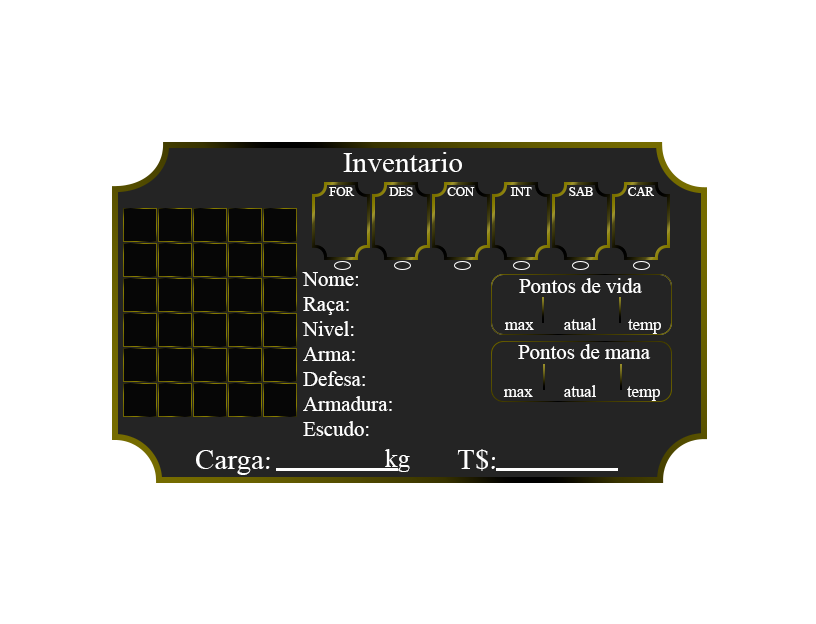 Inventario
FOR DES CON INT SAB CAR
Nome:
Raça:
Nivel:
Arma:
Defesa:
Armadura:
Escudo:
Pontos de vida
max atual temp
Pontos de mana
max atual temp
Carga: kg T$: